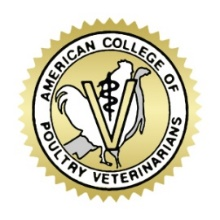 AMERICAN COLLEGE OF
POULTRY VETERINARIANS
V